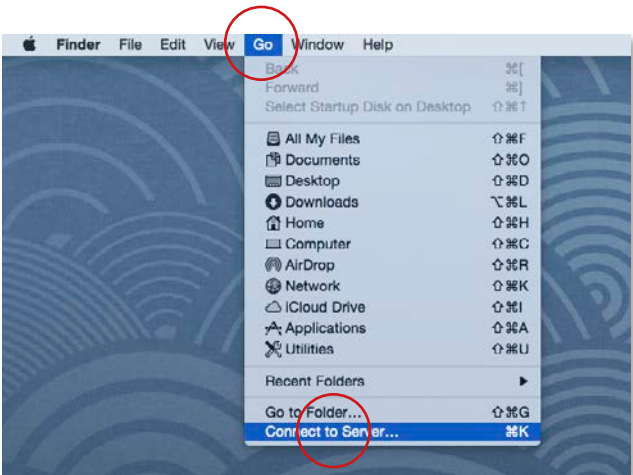 Finder File Edit View Go Window Help
Back ⌘[
Forward ⌘]
Select Startup Disk on Desktop ⇧⌘↑
All My Files ⇧⌘F
Documents ⇧⌘O
Desktop ⇧⌘D
Downloads ⌥⌘L
Home ⇧⌘H
Computer ⇧⌘C
AirDrop ⇧⌘R
Network ⇧⌘K
iCloud Drive ⇧⌘I
Applications ⇧⌘A
Utilities ⇧⌘U
Recent Folders
Go to Folder... ⇧⌘G
Connect to Server... ⌘K